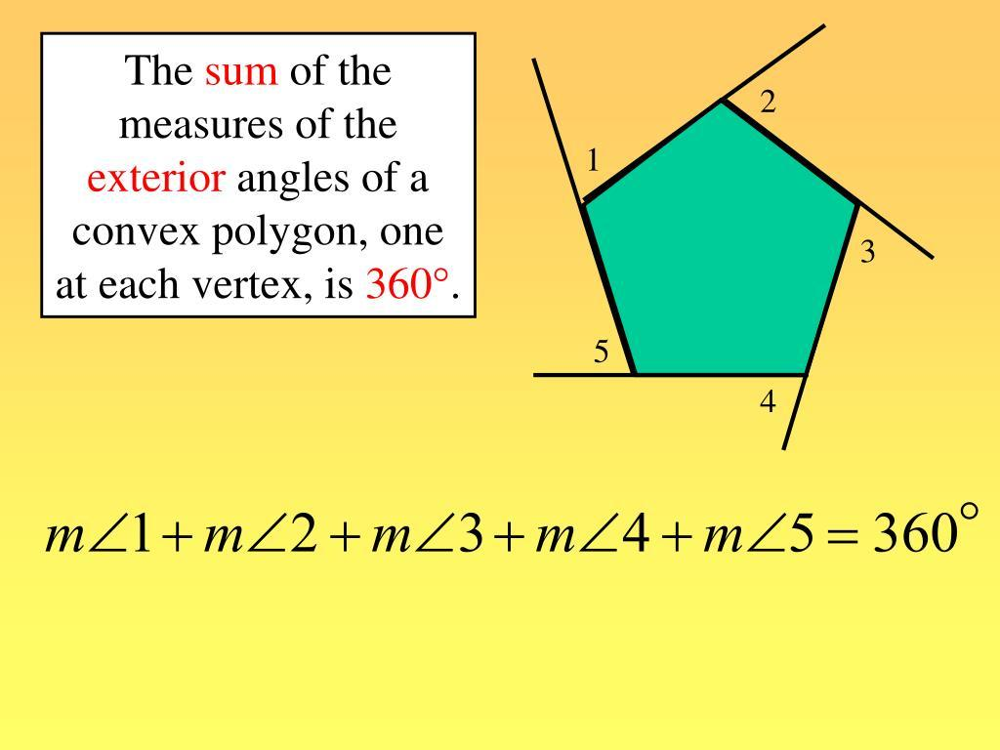 The sum of the
measures of the
exterior angles of a
convex polygon, one
at each vertex, is 360°.
1
2
3
4
5
m∠1 + m∠2 + m∠3 + m∠4 + m∠5 = 360°